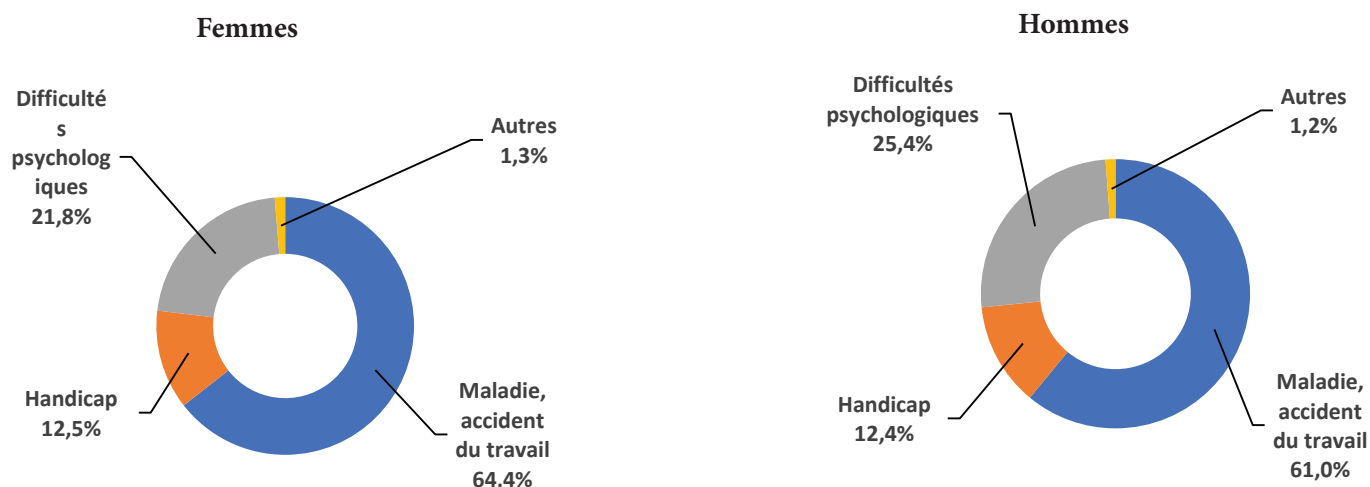 Femmes
Difficulté
s
psycholog
iques
21,8%
Autres
1,3%
Handicap
12,5%
Maladie,
accident
du travail
64,4%
Hommes
Difficultés
psychologiques
25,4%
Autres
1,2%
Handicap
12,4%
Maladie,
accident
du travail
61,0%